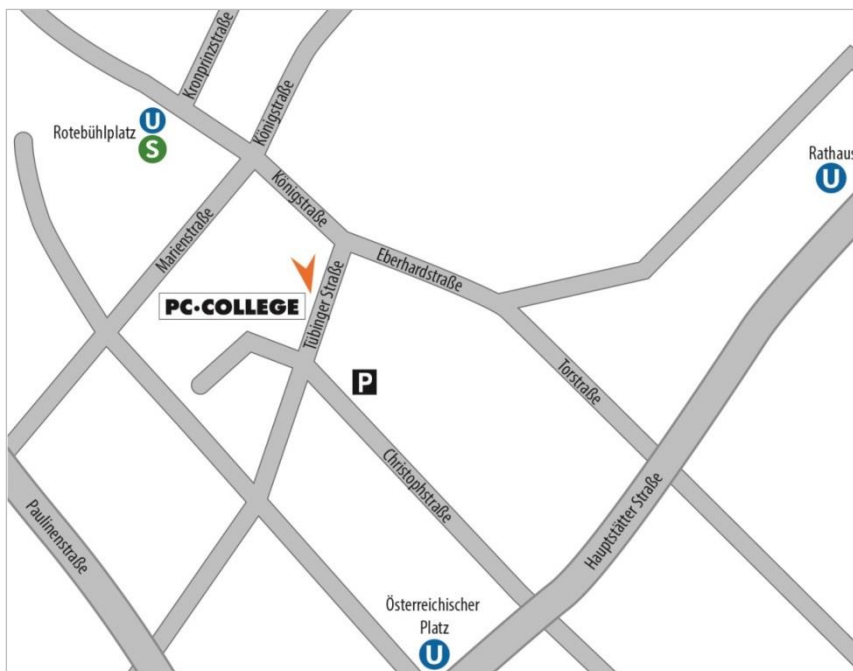 Kronprinzstraße
Königstraße
Rotebühlplatz
U
S
Rathaus
U
Königstraße
Marienstraße
Eberhardstraße
Tübinger Straße
PC·COLLEGE
P
Torstraße
Christophstraße
Hauptstätter Straße
Paulinenstraße
Österreichischer
Platz
U